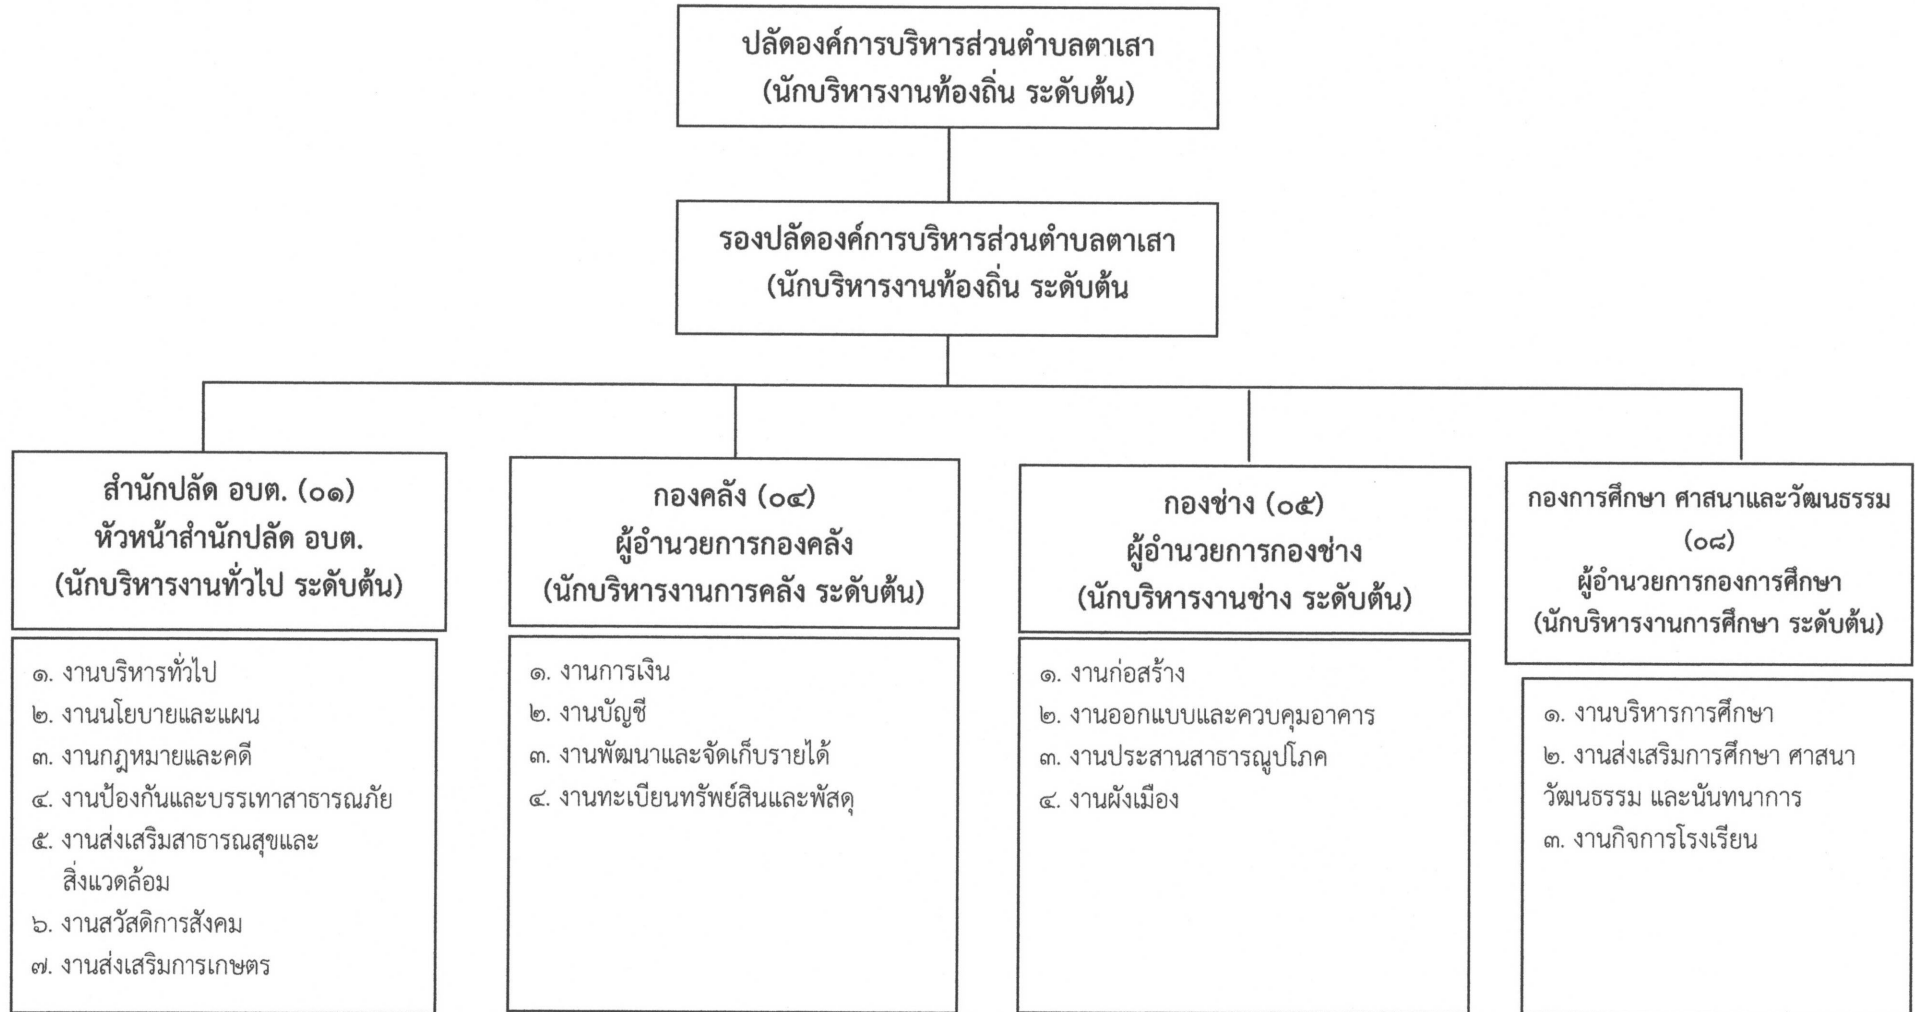 ปลัดองค์การบริหารส่วนตำบลตาเสา
(นักบริหารงานท้องถิ่น ระดับต้น)
รองปลัดองค์การบริหารส่วนตำบลตาเสา
(นักบริหารงานท้องถิ่น ระดับต้น
สำนักปลัด อบต. (๐๑)
หัวหน้าสำนักปลัด อบต.
(นักบริหารงานทั่วไป ระดับต้น)
๑. งานบริหารทั่วไป
๒. งานนโยบายและแผน
๓. งานกฎหมายและคดี
๔. งานป้องกันและบรรเทาสาธารณภัย
๕. งานส่งเสริมสาธารณสุขและ
สิ่งแวดล้อม
๖. งานสวัสดิการสังคม
๗. งานส่งเสริมการเกษตร
กองคลัง (๐๔)
ผู้อำนวยการกองคลัง
(นักบริหารงานการคลัง ระดับต้น)
๑. งานการเงิน
๒. งานบัญชี
๓. งานพัฒนาและจัดเก็บรายได้
๔. งานทะเบียนทรัพย์สินและพัสดุ
กองช่าง (๐๕)
ผู้อำนวยการกองช่าง
(นักบริหารงานช่าง ระดับต้น)
๑. งานก่อสร้าง
๒. งานออกแบบและควบคุมอาคาร
๓. งานประสานสาธารณูปโภค
๔. งานผังเมือง
กองการศึกษา ศาสนาและวัฒนธรรม
(๐๘)
ผู้อำนวยการกองการศึกษา
(นักบริหารงานการศึกษา ระดับต้น)
๑. งานบริหารการศึกษา
๒. งานส่งเสริมการศึกษา ศาสนา
วัฒนธรรม และนันทนาการ
๓. งานกิจการโรงเรียน